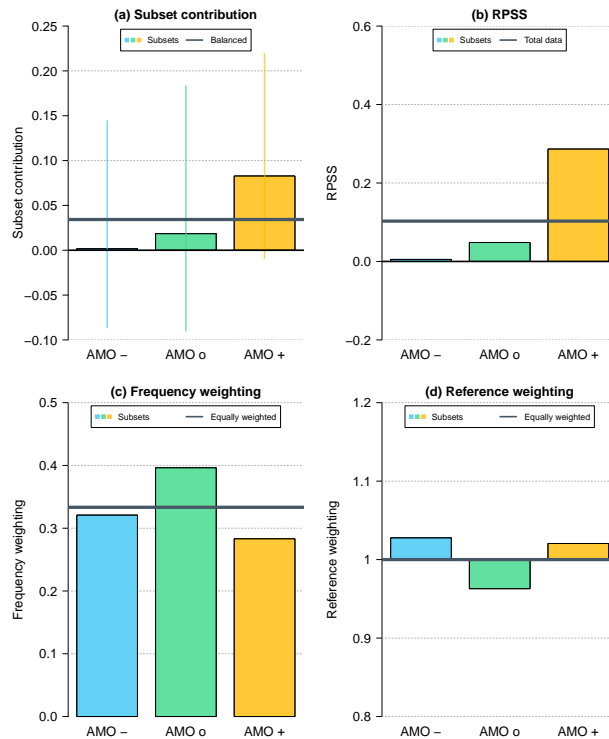 (a) Subset contribution
Subsets
Balanced
0.25
0.20
0.15
0.10
0.05
0.00
−0.05
−0.10
Subset contribution
AMO −
AMO o
AMO +
(b) RPSS
Subsets
Total data
0.6
0.4
0.2
0.0
−0.2
RPSS
AMO −
AMO o
AMO +
(c) Frequency weighting
Subsets
Equally weighted
0.5
0.4
0.3
0.2
0.1
0.0
Frequency weighting
AMO −
AMO o
AMO +
(d) Reference weighting
Subsets
Equally weighted
1.2
1.1
1
0.9
0.8
Reference weighting
AMO −
AMO o
AMO +